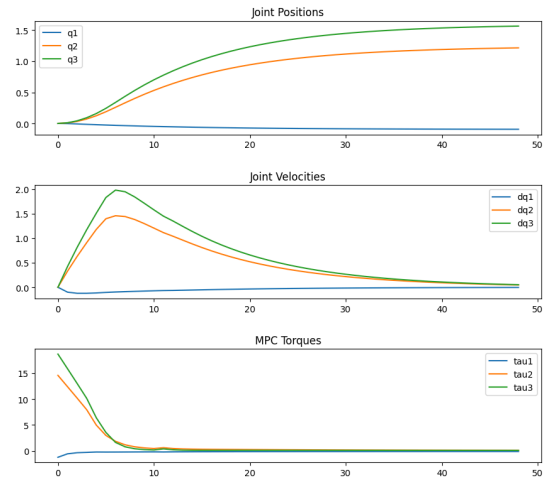 Joint Positions
1.5
1.0
0.5
0.0
q1
q2
q3
0 10 20 30 40 50
Joint Velocities
2.0
1.5
1.0
0.5
0.0
dq1
dq2
dq3
0 10 20 30 40 50
MPC Torques
15
10
5
0
tau1
tau2
tau3
0 10 20 30 40 50